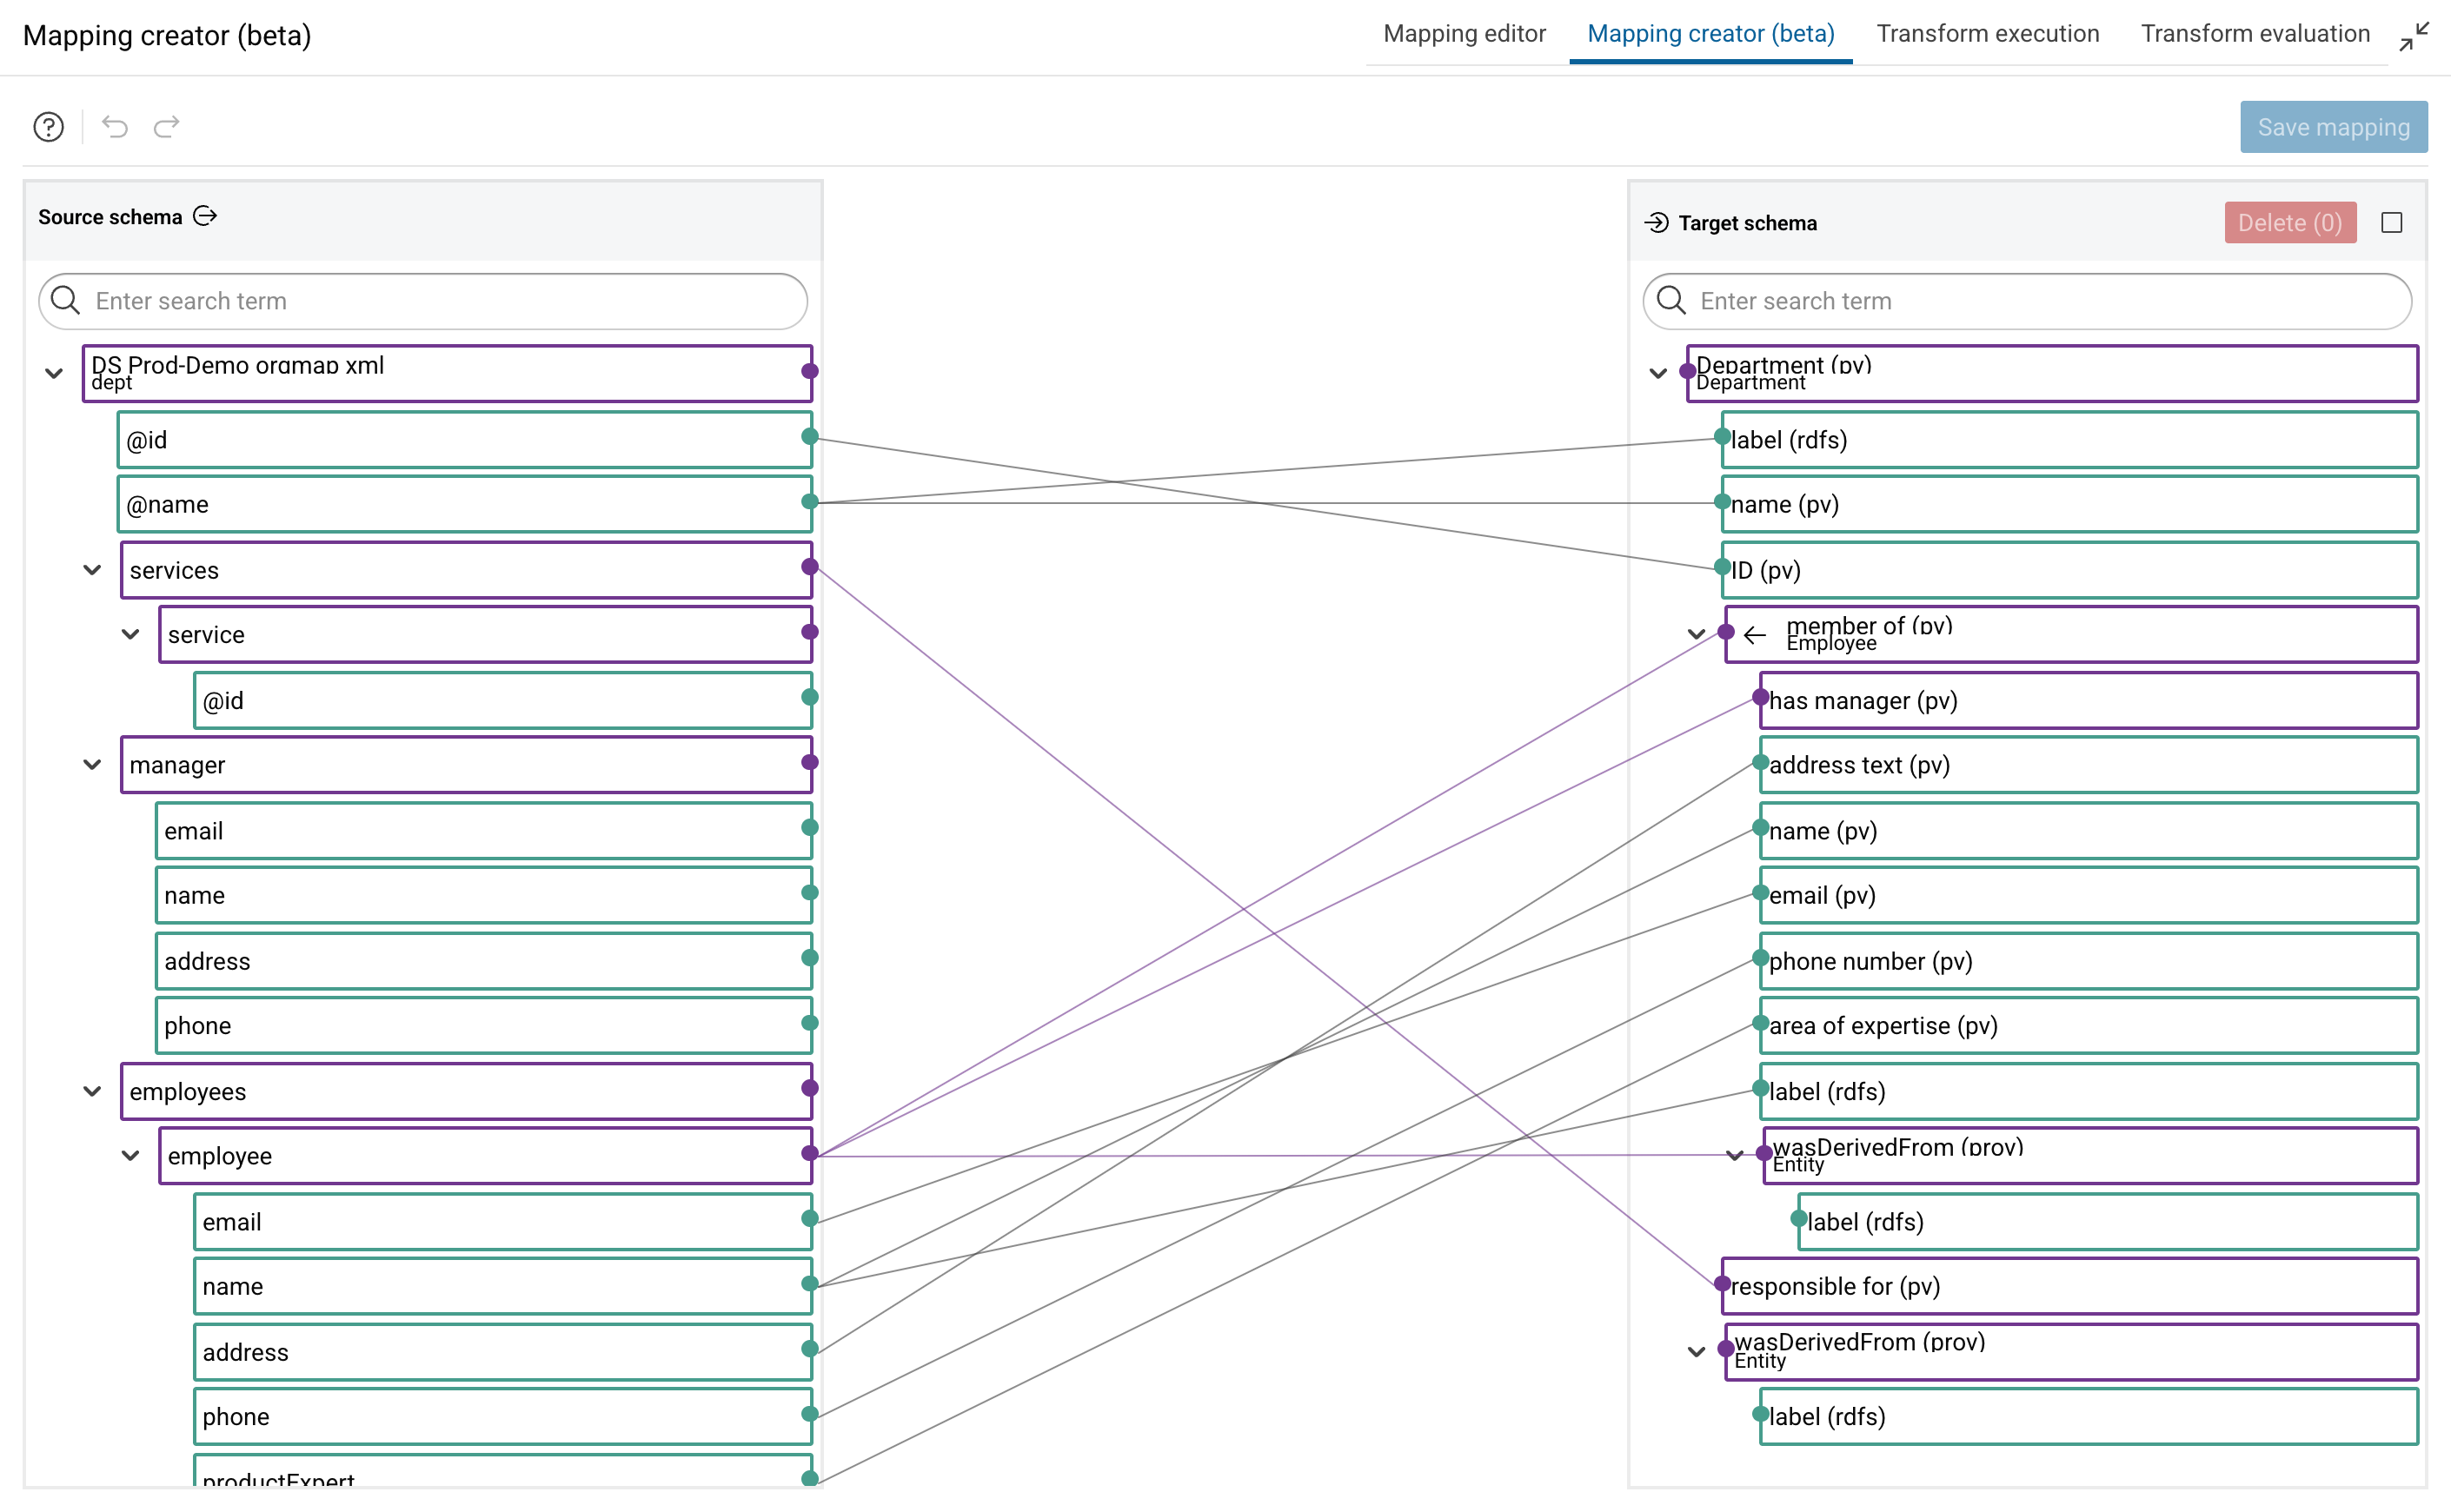 Mapping creator (beta)
Mapping editor
Mapping creator (beta)
Transform execution
Transform evaluation
Save mapping
Source schema
Enter search term
DS Prod-Demo orgmap xml
dept
@id
@name
services
service
@id
manager
email
name
address
phone
employees
employee
email
name
address
phone
productExpert
Target schema
Delete (0)
Enter search term
Department (pv)
Department
label (rdfs)
name (pv)
ID (pv)
member of (pv)
Employee
has manager (pv)
address text (pv)
name (pv)
email (pv)
phone number (pv)
area of expertise (pv)
label (rdfs)
wasDerivedFrom (prov)
Entity
label (rdfs)
responsible for (pv)
wasDerivedFrom (prov)
Entity
label (rdfs)